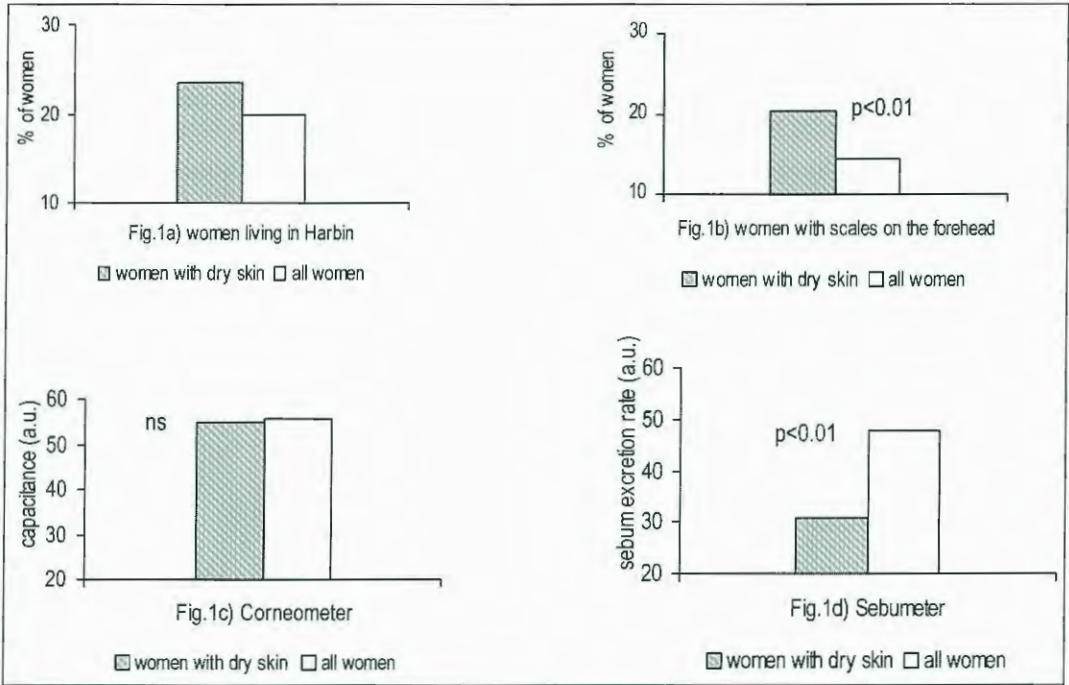 % of women
30
20
10
Fig.1a) women living in Harbin
women with dry skin all women
% of women
30
20
10
p<0.01
Fig.1b) women with scales on the forehead
women with dry skin all women
capacitance (a.u.)
60
50
40
30
20
ns
Fig.1c) Corneometer
women with dry skin all women
sebum excretion rate (a.u.)
60
50
40
30
20
p<0.01
Fig.1d) Sebumeter
women with dry skin all women